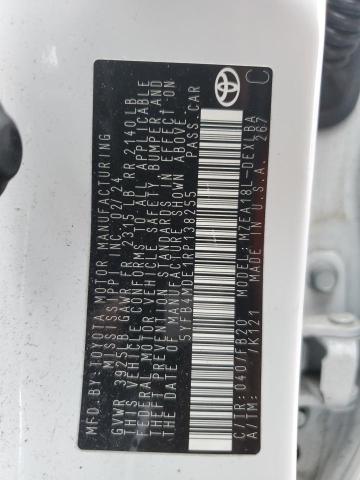 MFD. BY: TOYOTA MOTOR MANUFACTURING
MISSISSIPPI, INC. 02/24
GVWR 3925LB GAWR FR 2315LB RR 2140LB
THIS VEHICLE CONFORMS TO ALL APPLICABLE
FEDERAL MOTOR VEHICLE SAFETY, BUMPER, AND
THEFT PREVENTION STANDARDS IN EFFECT ON
THE DATE OF MANUFACTURE SHOWN ABOVE.
5YFB4MDE1RP138255 PASS. CAR
C/TR: 040/FB20 MODEL: MZEA18L-DEXLBA
A/TM: /K121 U.S.A. 267
TOYOTA
C